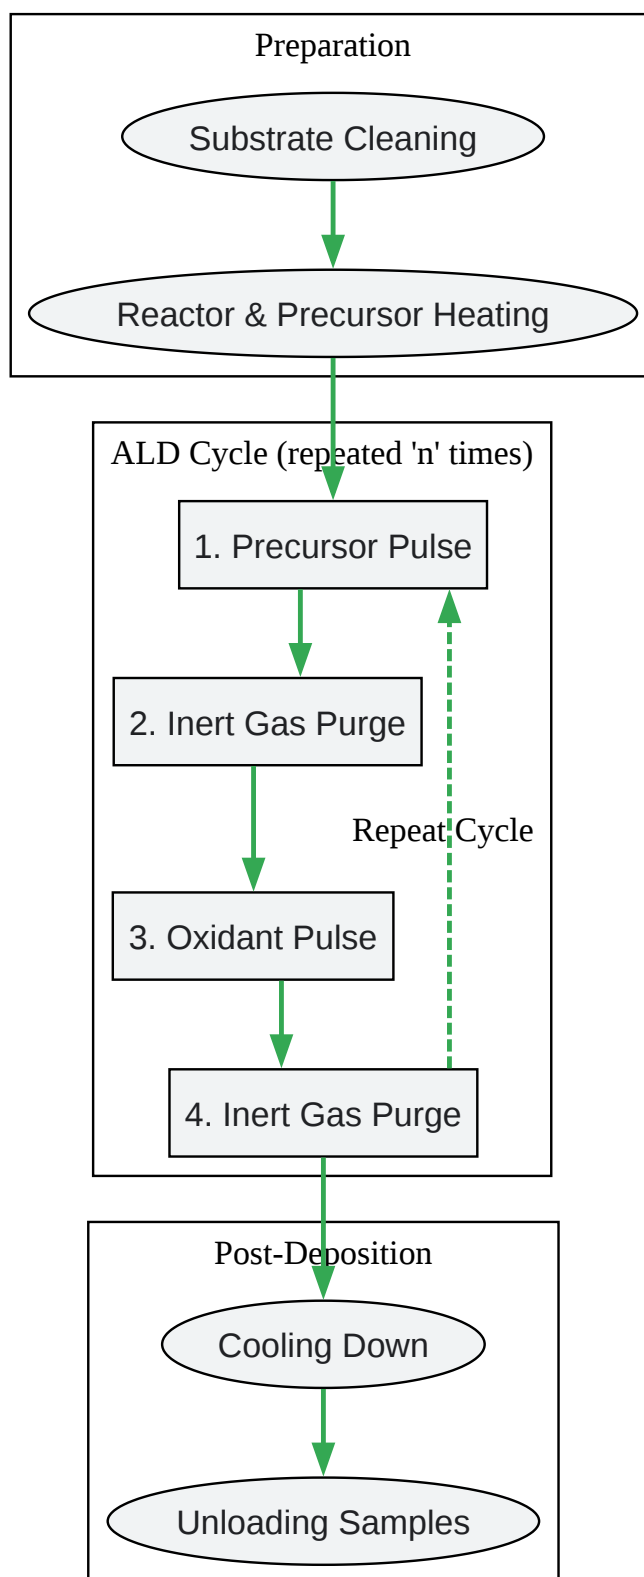 Preparation
Substrate Cleaning
Reactor & Precursor Heating
ALD Cycle (repeated 'n' times)
1. Precursor Pulse
2. Inert Gas Purge
Repeat Cycle
3. Oxidant Pulse
4. Inert Gas Purge
Post-Deposition
Cooling Down
Unloading Samples